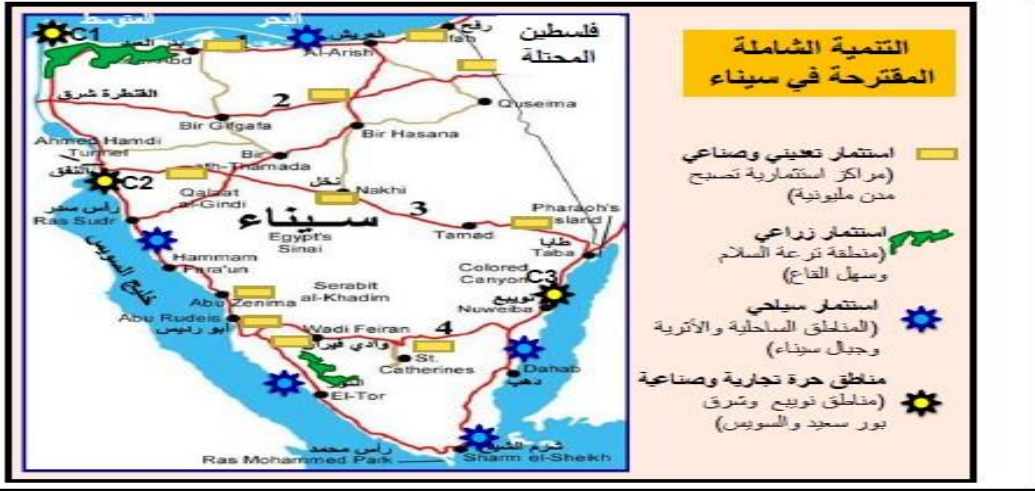 التنمية الشاملة
المقترحة في سيناء
استثمار تعديني وصناعي
(مراكز استثمارية تصبح
مدن مليونية)
استثمار زراعي
(منطقة ترعة السلام
وسهل القاع)
استثمار سياحي
(المناطق الساحلية والأثرية
وجبال سيناء)
مناطق حرة تجارية وصناعية
(مناطق نويبع وشرق
بور سعيد والسويس)
البحر المتوسط
فلسطين
المحتلة
C1
بئر العبد
1
العريش
Al-Arish
رفح
القنطرة شرق
2
Quseima
Bir Gifgafa
Bir Hasana
Ahmed Hamdi
Tunnel
النفق
C2
Qalaat
al-Gindi
نخل
Nakhl
رأس سدر
Ras Sudr
سيناء
Egypt's
Sinai
3
Tamad
Pharaoh's
Island
طابا
Taba
خليج السويس
Hammam
Fara'un
Colored
Canyon
C3
نويبع
Nuweiba
Serabit
al-Khadim
Abu Zenima
Abu Rudeis
أبو رديس
Wadi Feiran
وادي فيران
4
St.
Catherines
Dahab
دهب
الطور
El-Tor
رأس محمد
Ras Mohammed Park
شرم الشيخ
Sharm el-Sheikh